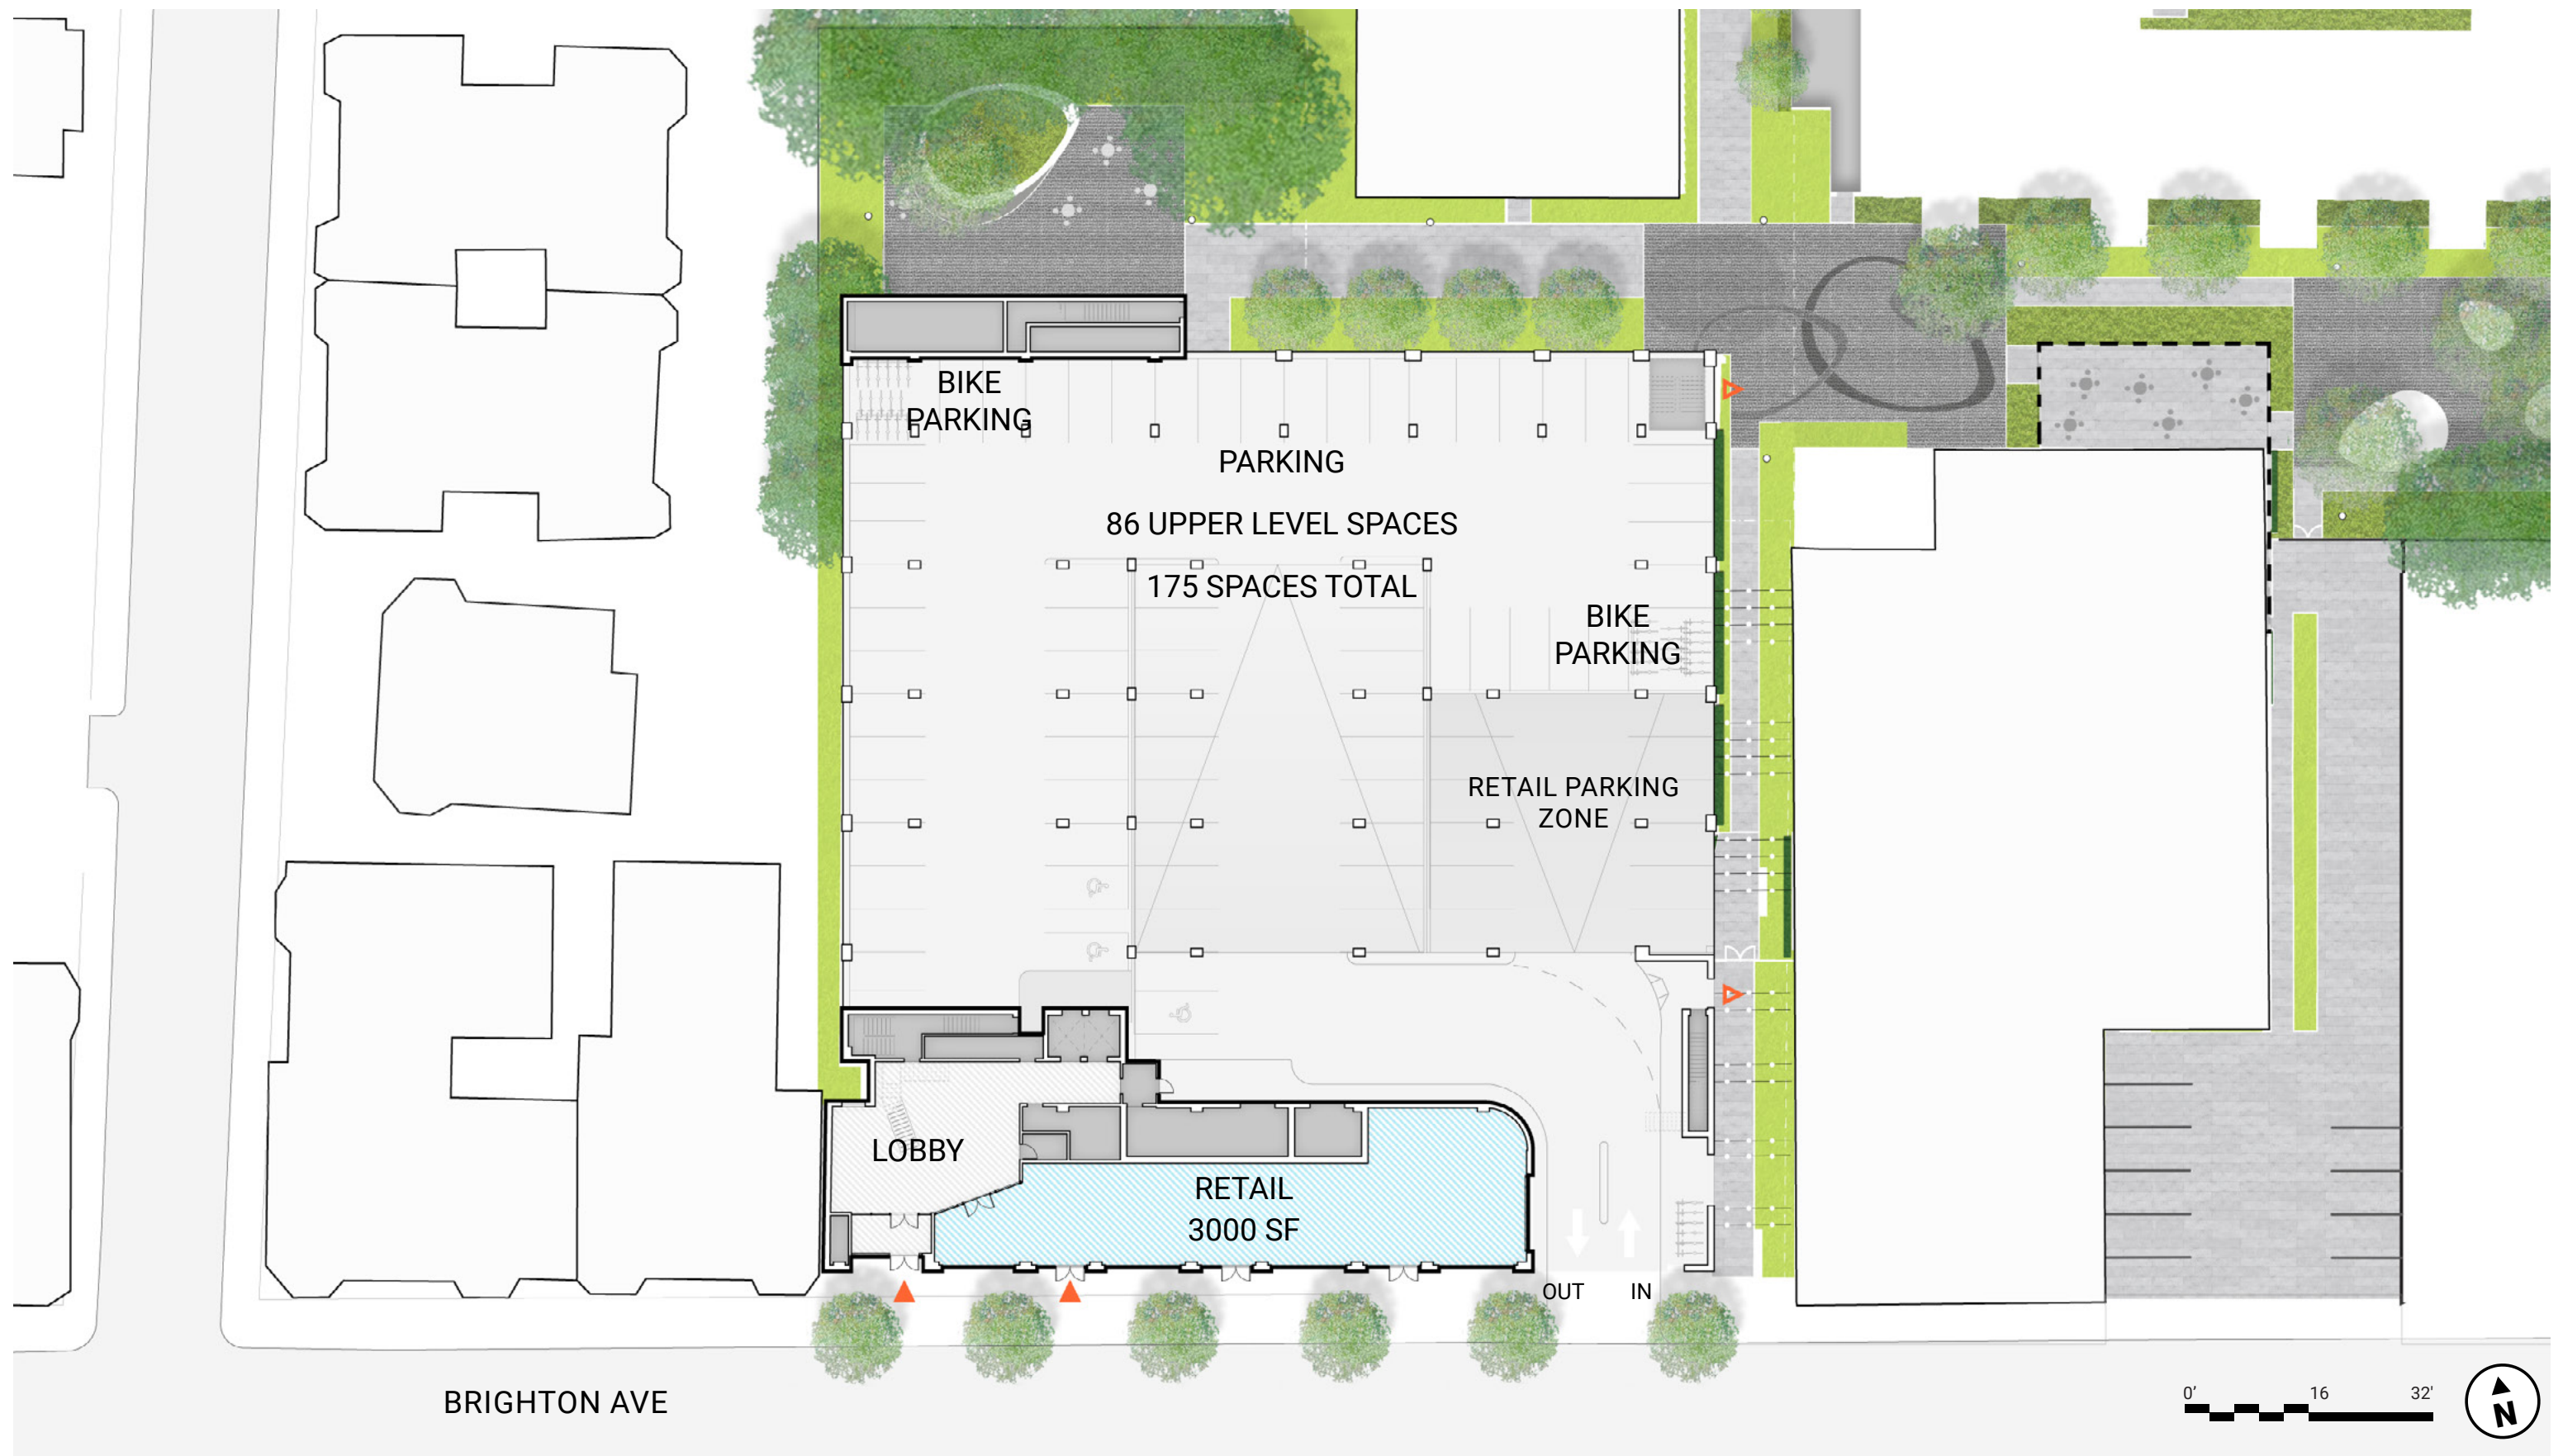 BIKE
PARKING
PARKING
86 UPPER LEVEL SPACES
175 SPACES TOTAL
BIKE
PARKING
RETAIL PARKING
ZONE
LOBBY
RETAIL
3000 SF
OUT
IN
BRIGHTON AVE
0'
16
32'
N